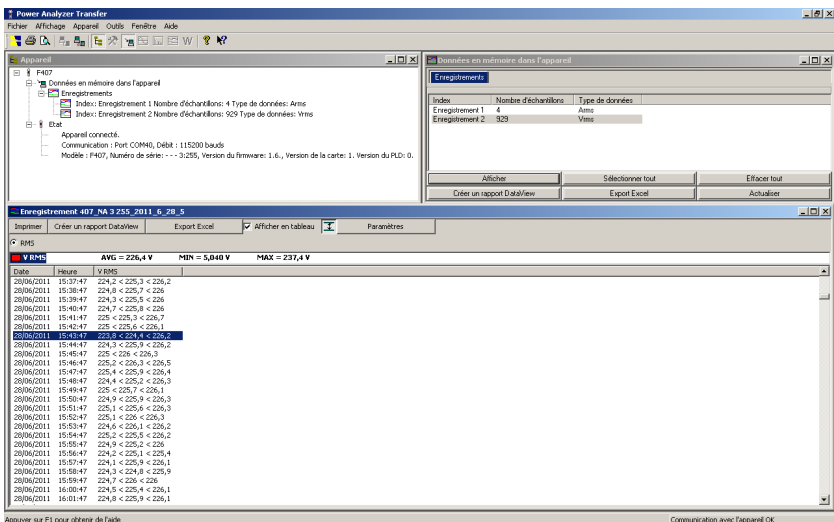 Power Analyzer Transfer
Fichier Affichage Appareil Outils Fenêtre Aide
Appareil
F407
Données en mémoire dans l'appareil
Enregistrements
Index: Enregistrement 1 Nombre d'échantillons: 4 Type de données: Arms
Index: Enregistrement 2 Nombre d'échantillons: 929 Type de données: Vrms
Etat
Appareil connecté.
Communication : Port COM40, Débit : 115200 bauds
Modèle : F407, Numéro de série: - - - 3:255, Version du firmware: 1.6., Version de la carte: 1. Version du PLD: 0.
Données en mémoire dans l'appareil
Enregistrements
Index Nombre d'échantillons Type de données
Enregistrement 1 4 Arms
Enregistrement 2 929 Vrms
Afficher Sélectionner tout Effacer tout
Créer un rapport DataView Export Excel Actualiser
Enregistrement 407_NA 3 255_2011_6_28_5
Imprimer Créer un rapport DataView Export Excel Afficher en tableau Paramètres
RMS
V RMS AVG = 226,4 V MIN = 5,040 V MAX = 237,4 V
Date Heure V RMS
28/06/2011 15:37:47 224,2 < 225,3 < 226,2
28/06/2011 15:38:47 224,8 < 225,7 < 226
28/06/2011 15:39:47 224,3 < 225,5 < 226
28/06/2011 15:40:47 224,7 < 225,8 < 226
28/06/2011 15:41:47 225 < 225,3 < 226,7
28/06/2011 15:42:47 225 < 225,6 < 226,1
28/06/2011 15:43:47 223,8 < 224,4 < 226,2
28/06/2011 15:44:47 224,3 < 225,9 < 226,2
28/06/2011 15:45:47 225 < 226 < 226,3
28/06/2011 15:46:47 225,2 < 226,3 < 226,5
28/06/2011 15:47:47 225,4 < 225,9 < 226,4
28/06/2011 15:48:47 224,4 < 225,2 < 226,3
28/06/2011 15:49:47 225 < 225,7 < 226,1
28/06/2011 15:50:47 224,9 < 225,9 < 226,3
28/06/2011 15:51:47 225,1 < 225,6 < 226,3
28/06/2011 15:52:47 225,1 < 226 < 226,3
28/06/2011 15:53:47 224,6 < 226,1 < 226,2
28/06/2011 15:54:47 225,2 < 225,5 < 226,2
28/06/2011 15:55:47 224,9 < 225,2 < 226
28/06/2011 15:56:47 224,2 < 225,1 < 225,4
28/06/2011 15:57:47 224,1 < 225,9 < 226,1
28/06/2011 15:58:47 224,3 < 224,8 < 225,9
28/06/2011 15:59:47 224,7 < 226 < 226
28/06/2011 16:00:47 224,5 < 225,4 < 226,1
28/06/2011 16:01:47 224,8 < 225,9 < 226,1
Appuyer sur F1 pour obtenir de l'aide Communication avec l'appareil OK